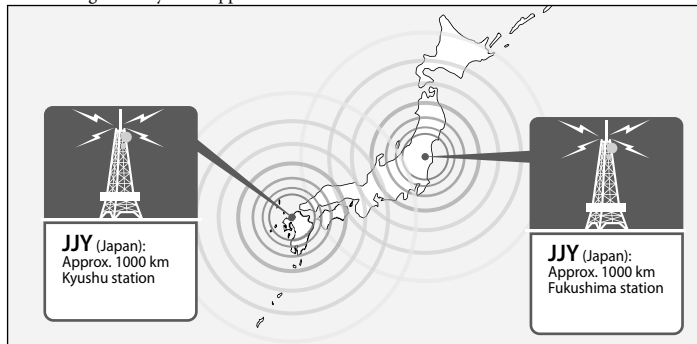 JJY (Japan):
Approx. 1000 km
Kyushu station
JJY (Japan):
Approx. 1000 km
Fukushima station